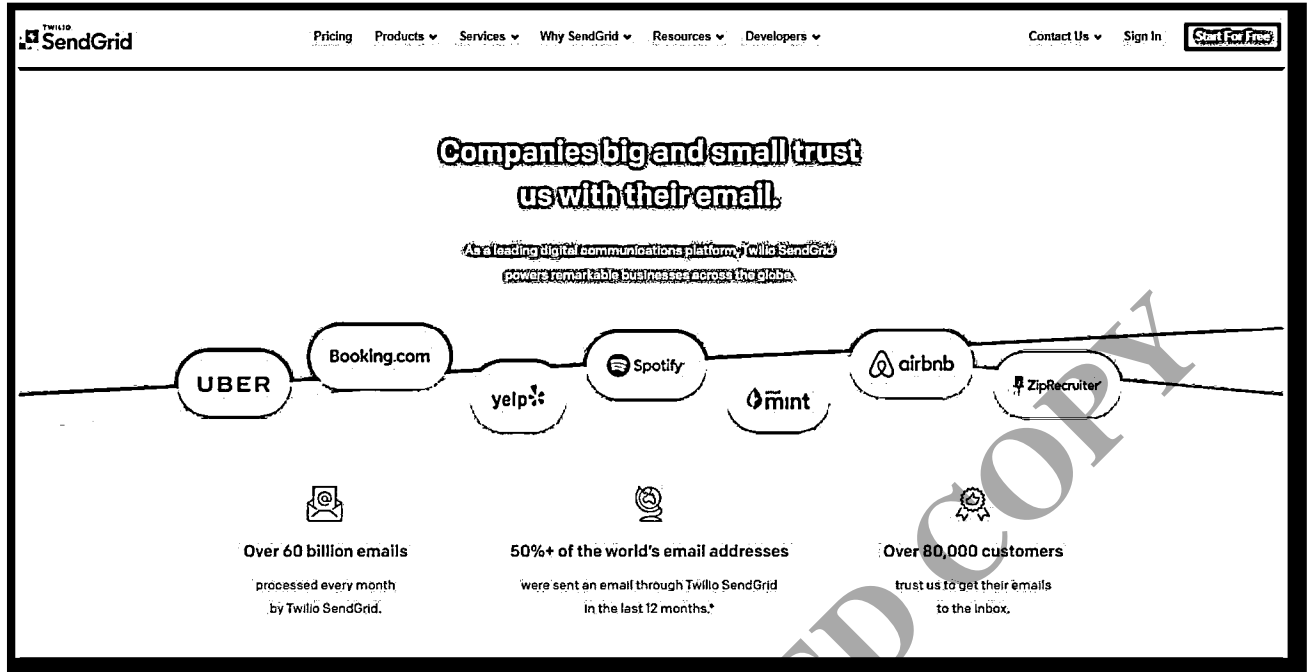 TWILIO
SendGrid
Pricing Products Services Why SendGrid Resources Developers Contact Us Sign In Start For Free
Companies big and small trust
us with their email.
As a leading digital communications platform, Twilio SendGrid
powers remarkable businesses across the globe.
UBER
Booking.com
yelp
Spotify
mint
airbnb
ZipRecruiter
Over 60 billion emails
processed every month
by Twilio SendGrid.
50%+ of the world's email addresses
were sent an email through Twilio SendGrid
in the last 12 months.*
Over 80,000 customers
trust us to get their emails
to the inbox.
COPY